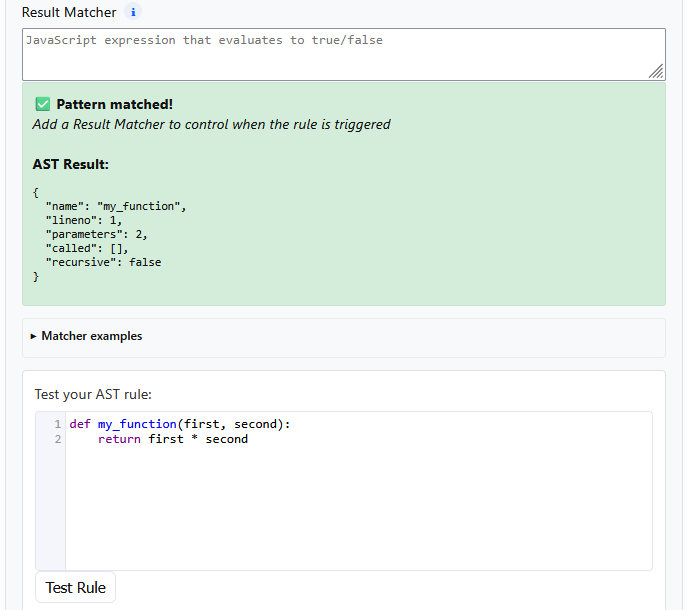 Result Matcher i
JavaScript expression that evaluates to true/false
✅ Pattern matched!
Add a Result Matcher to control when the rule is triggered
AST Result:
{
  "name": "my_function",
  "lineno": 1,
  "parameters": 2,
  "called": [],
  "recursive": false
}
▸ Matcher examples
Test your AST rule:
1 def my_function(first, second):
2     return first * second
Test Rule